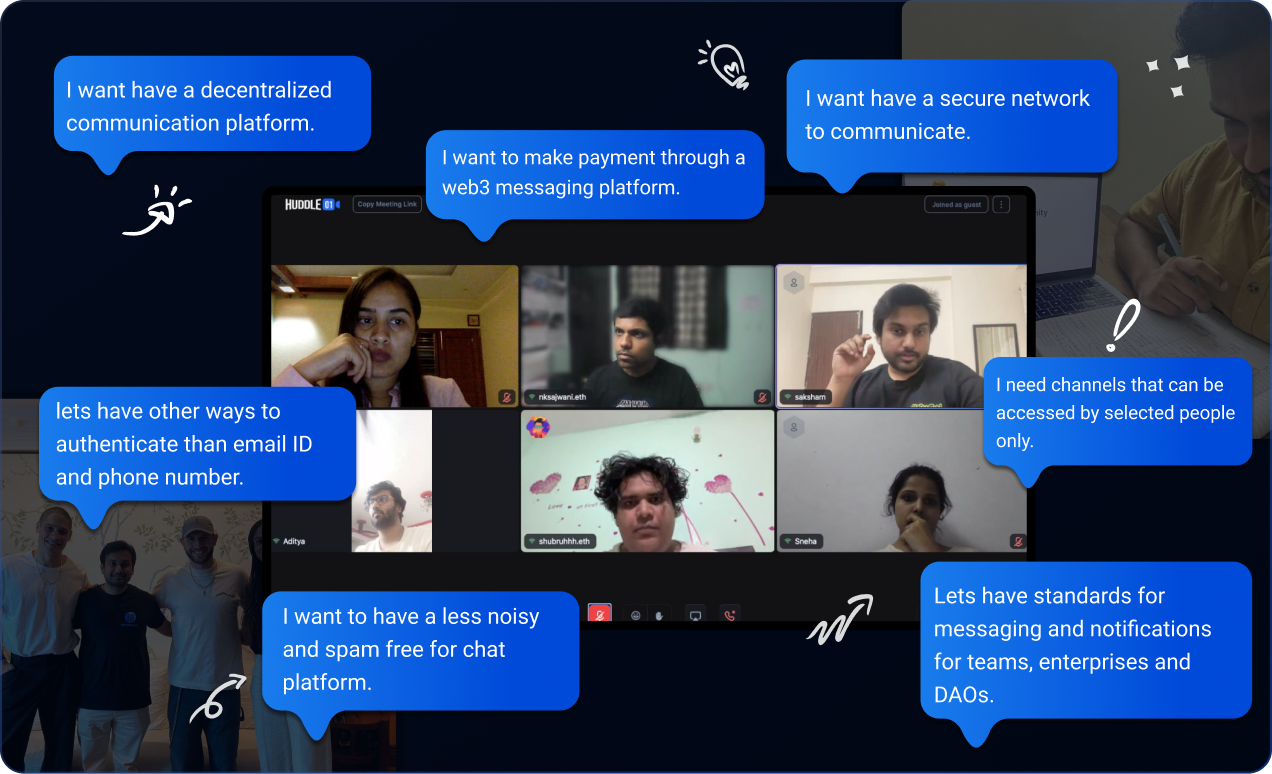 I want have a decentralized
communication platform.
I want to make payment through a
web3 messaging platform.
I want have a secure network
to communicate.
HUDDLE 01
Copy Meeting Link
Joined as guest
nksajwani.eth
saksham
lets have other ways to
authenticate than email ID
and phone number.
I need channels that can be
accessed by selected people
only.
Aditya
shubruhhh.eth
Sneha
I want to have a less noisy
and spam free for chat
platform.
Lets have standards for
messaging and notifications
for teams, enterprises and
DAOs.